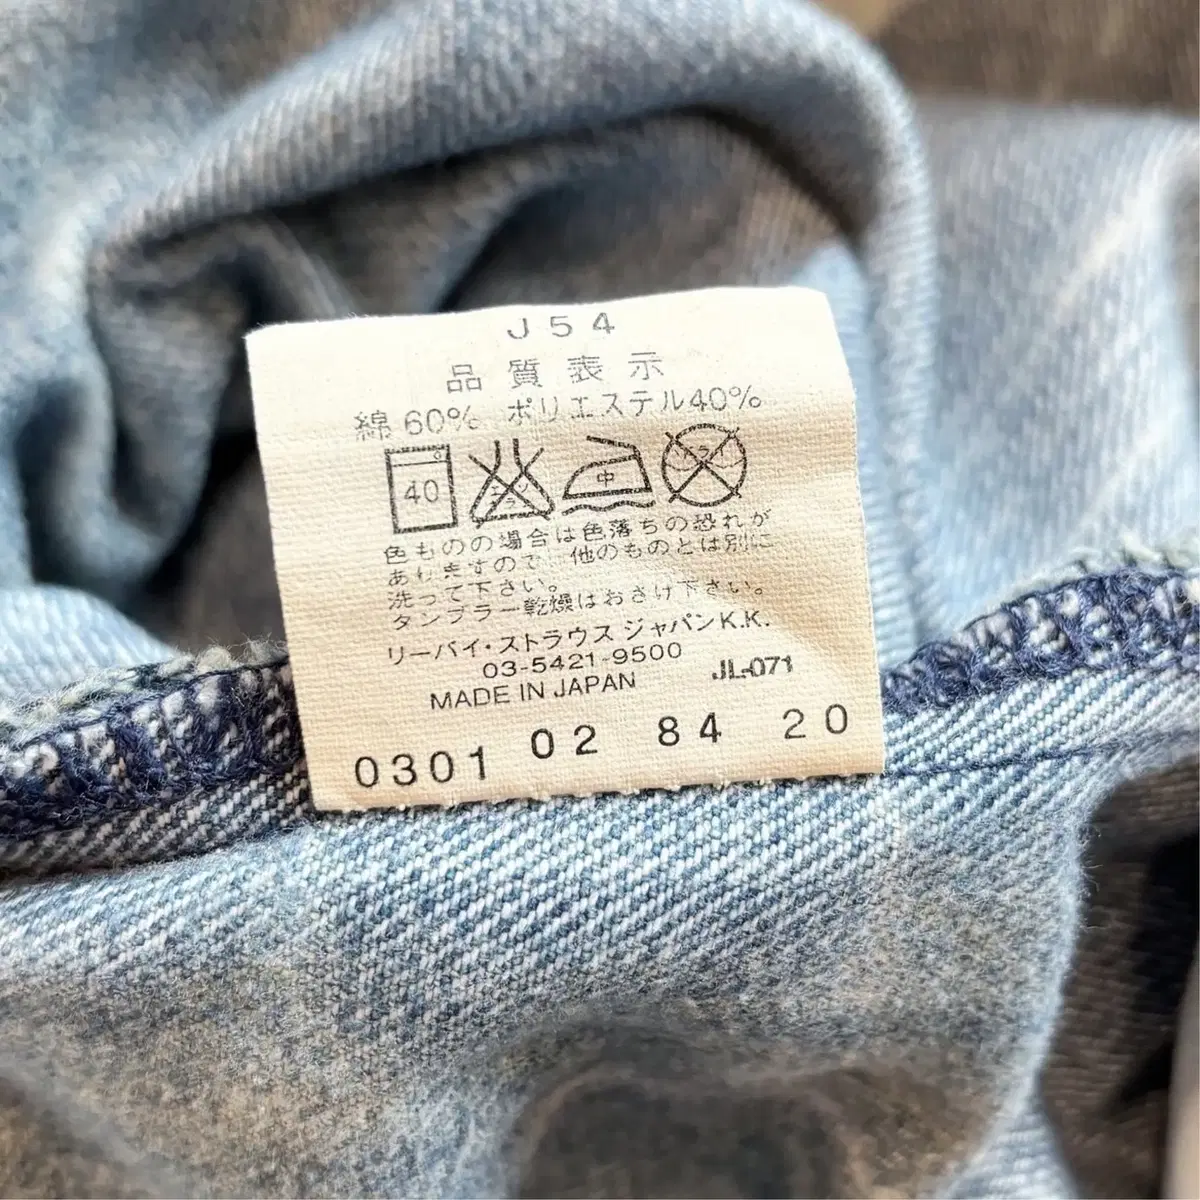 J54
品質表示
綿60% ポリエステル40%
40 中
色ものの場合は色落ちの恐れが
ありますので、他のものとは別に
洗って下さい。
タンブラー乾燥はおさけ下さい。
リーバイ・ストラウス ジャパンK.K.
03-5421-9500
MADE IN JAPAN JL-071
0301 02 84 20